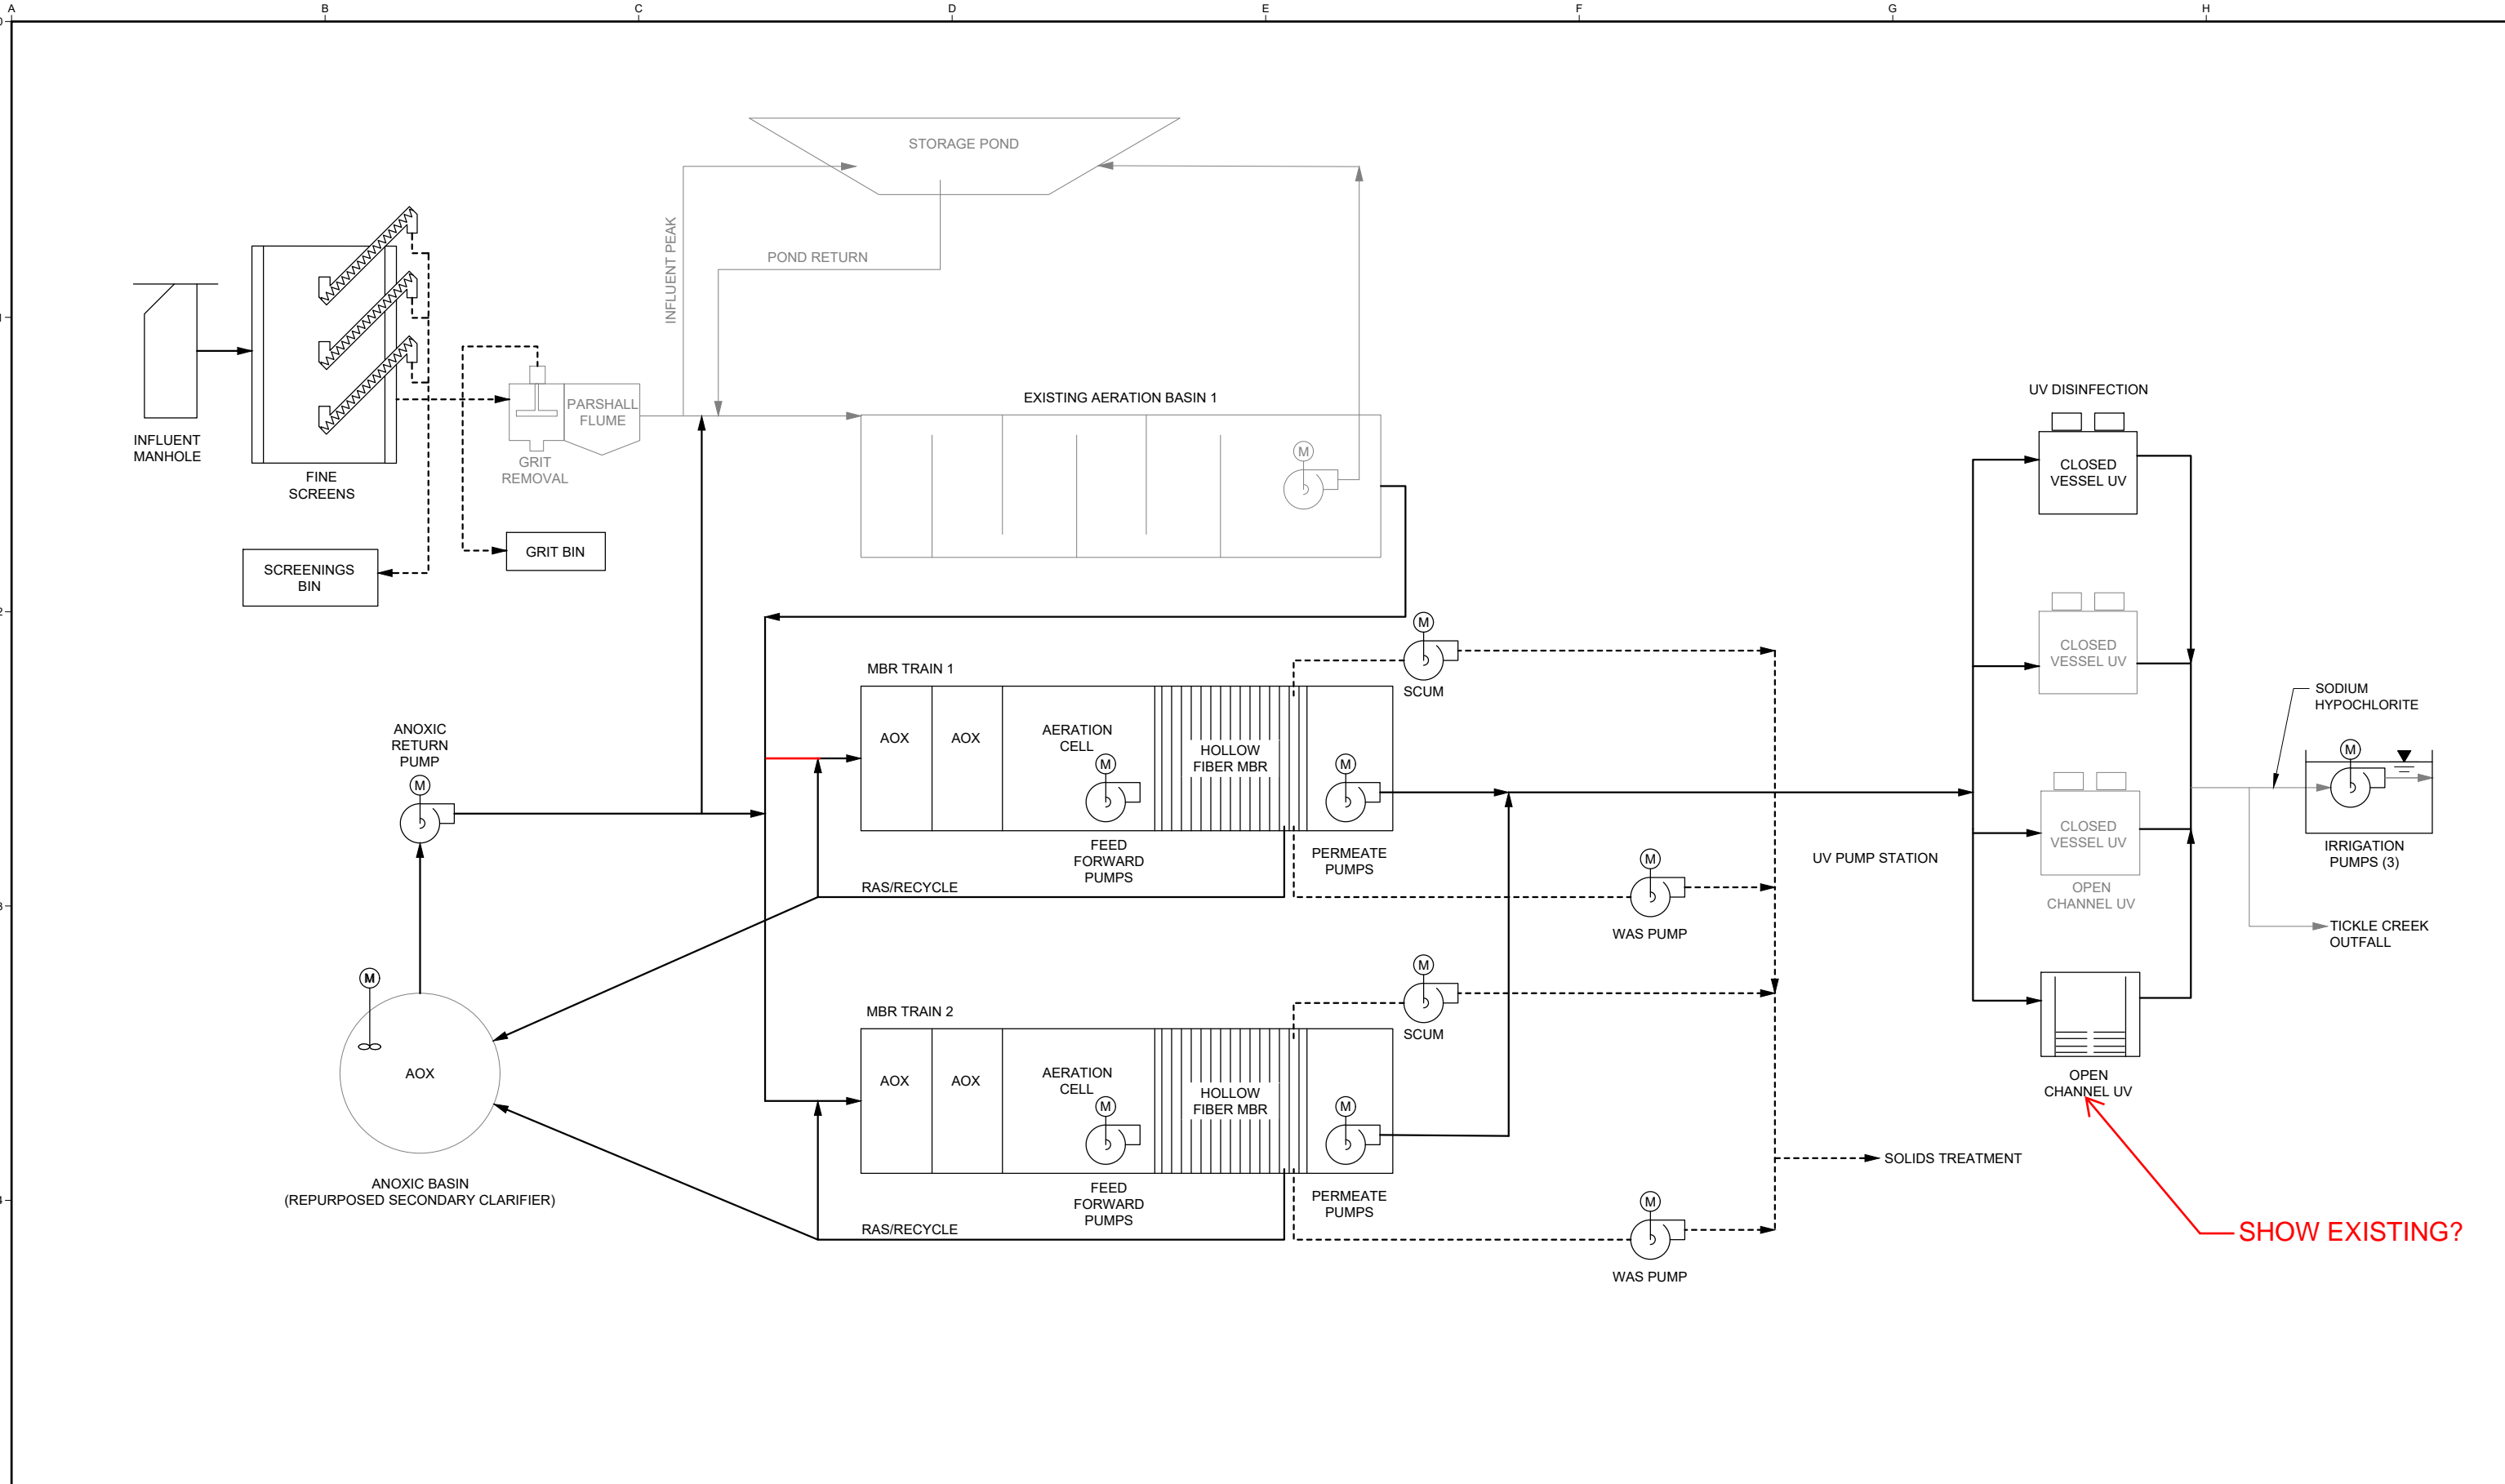 A
B
C
D
E
F
G
H
0
1
2
3
4
STORAGE POND
INFLUENT PEAK
POND RETURN
INFLUENT
MANHOLE
FINE
SCREENS
SCREENINGS
BIN
PARSHALL
FLUME
GRIT
REMOVAL
GRIT BIN
EXISTING AERATION BASIN 1
M
UV DISINFECTION
CLOSED
VESSEL UV
CLOSED
VESSEL UV
CLOSED
VESSEL UV
OPEN
CHANNEL UV
OPEN
CHANNEL UV
SHOW EXISTING?
SODIUM
HYPOCHLORITE
M
IRRIGATION
PUMPS (3)
TICKLE CREEK
OUTFALL
ANOXIC
RETURN
PUMP
M
MBR TRAIN 1
AOX
AOX
AERATION
CELL
M
HOLLOW
FIBER MBR
M
FEED
FORWARD
PUMPS
PERMEATE
PUMPS
RAS/RECYCLE
M
SCUM
M
WAS PUMP
UV PUMP STATION
M
AOX
ANOXIC BASIN
(REPURPOSED SECONDARY CLARIFIER)
MBR TRAIN 2
AOX
AOX
AERATION
CELL
M
HOLLOW
FIBER MBR
M
FEED
FORWARD
PUMPS
PERMEATE
PUMPS
RAS/RECYCLE
M
SCUM
M
WAS PUMP
SOLIDS TREATMENT